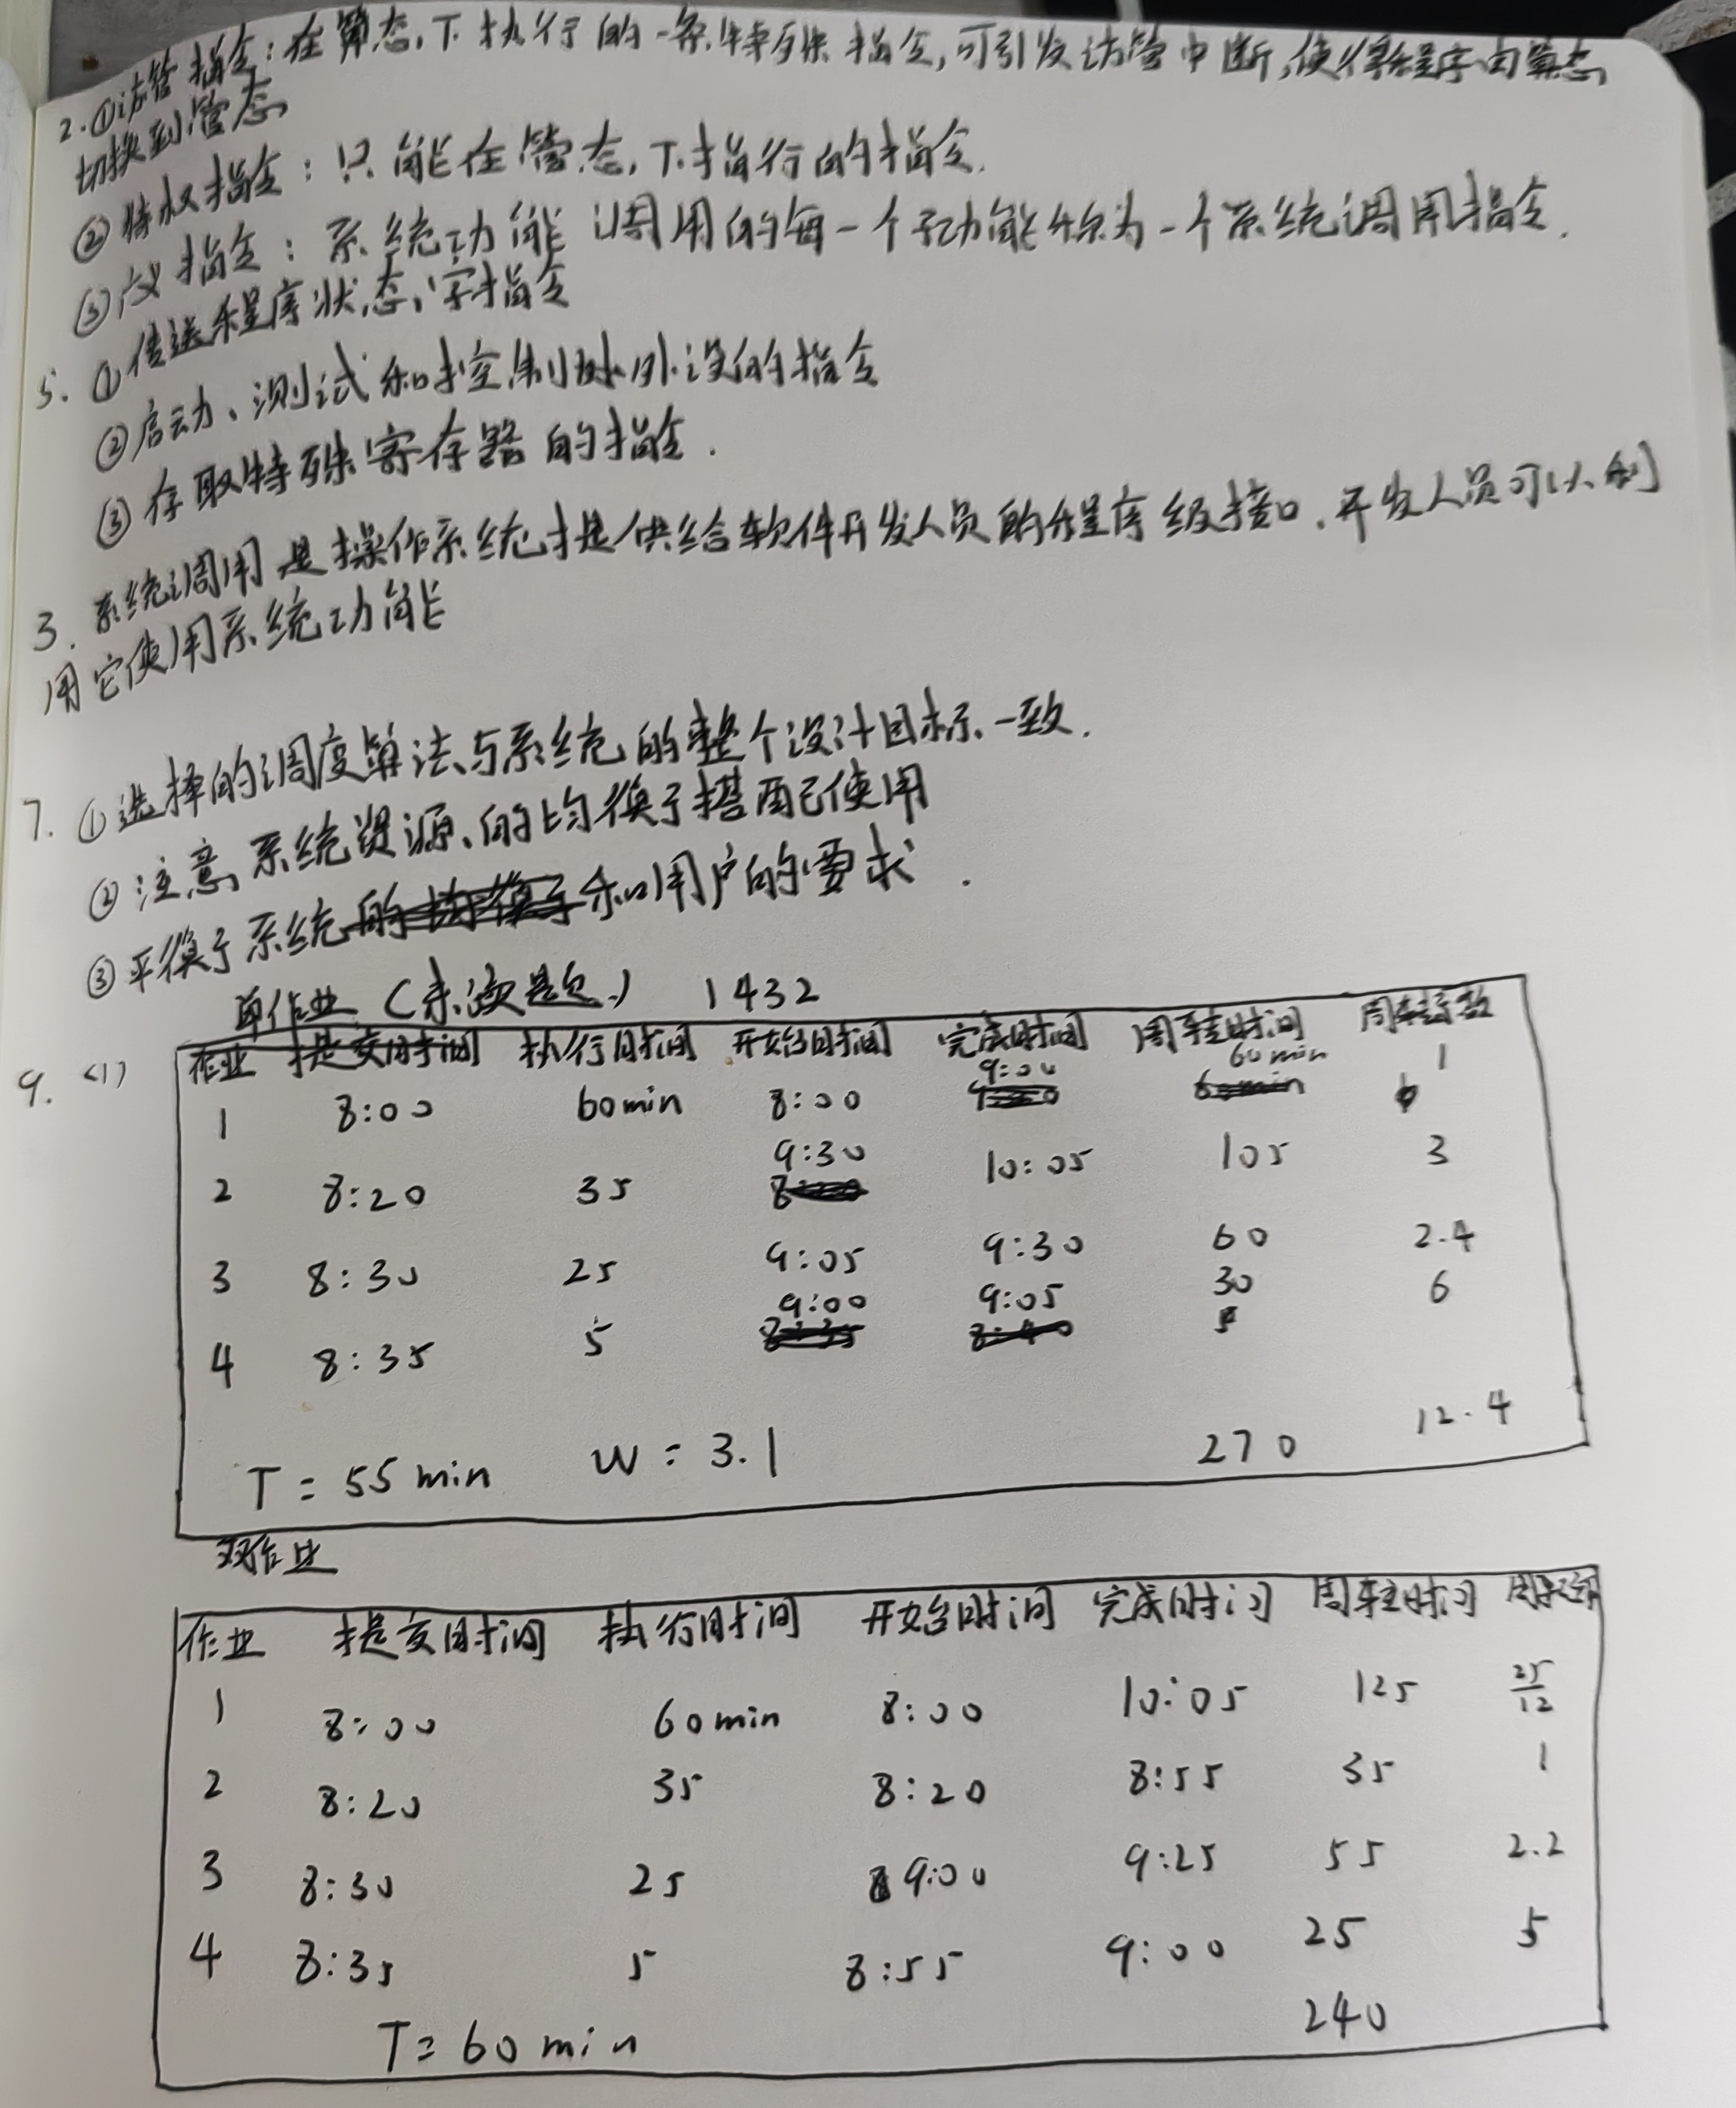 2.①访管指令:在算态下执行的一条特殊指令,可引发访管中断,使得程序由算态
切换到管态
②特权指令:只能在管态下指行的指令.
③广义指令:系统功能调用的每一个子功能称为一个系统调用指令.
5.①传送程序状态字指令
②启动、测试和控制外设的指令
③存取特殊寄存器的指令.
3.系统调用是操作系统提供给软件开发人员的程序级接口.开发人员可以利
用它使用系统功能
7.①选择的调度算法与系统的整个设计目标一致.
②注意系统资源的均衡搭配使用
③平衡系统和用户的要求.
单作业(未读题) 1432
9.<1> 作业 提交时间 执行时间 开始时间 完成时间 周转时间
1 8:00 60min 8:00 9:00 60min 1
2 8:20 35 9:30 10:05 105 3
3 8:30 25 9:05 9:30 60 2.4
4 8:35 5 9:00 9:05 30 6
T=55min W=3.1 270 12.4
双作业
作业 提交时间 执行时间 开始时间 完成时间 周转时间
1 8:00 60min 8:00 10:05 125 25/12
2 8:20 35 8:20 8:55 35 1
3 8:30 25 9:00 9:25 55 2.2
4 8:35 5 8:55 9:00 25 5
T=60min 240